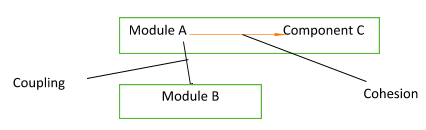 Module A Component C
Coupling
Module B
Cohesion